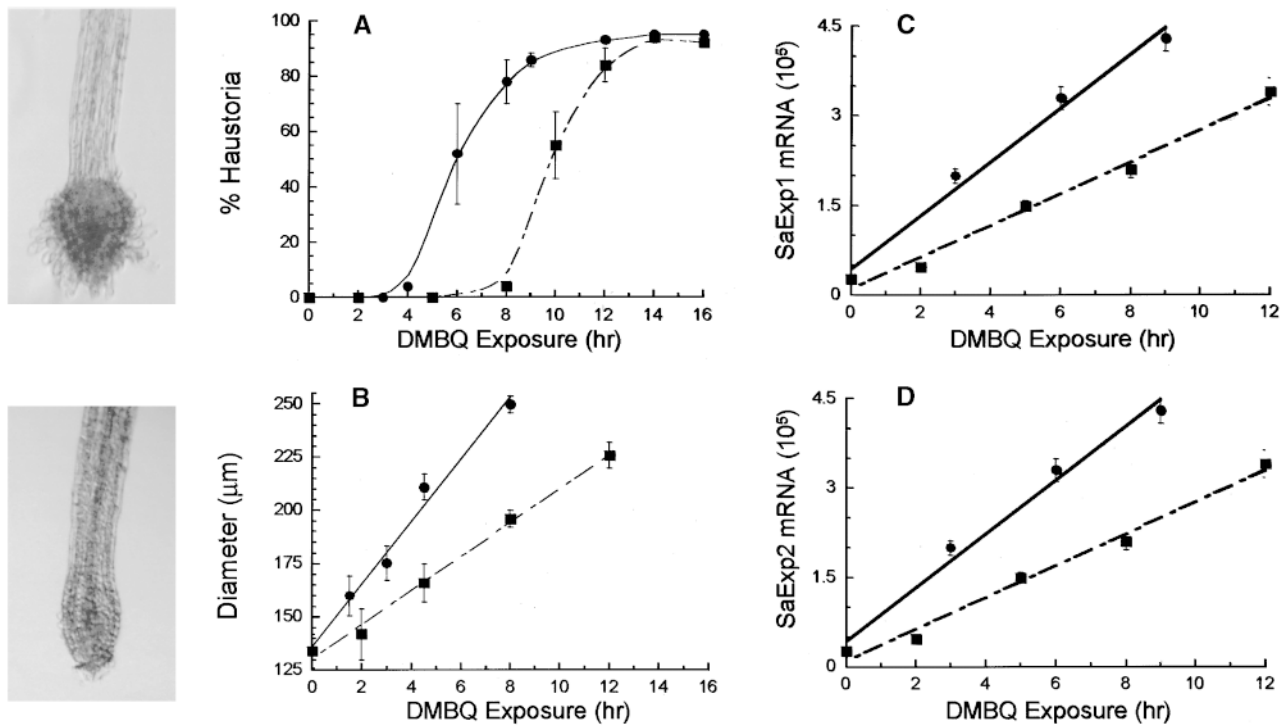 A
% Haustoria
100
80
60
40
20
0
0 2 4 6 8 10 12 14 16
DMBQ Exposure (hr)
C
SaExp1 mRNA (10⁵)
4.5
3
1.5
0
0 2 4 6 8 10 12
DMBQ Exposure (hr)
B
Diameter (µm)
250
225
200
175
150
125
0 2 4 6 8 10 12 14 16
DMBQ Exposure (hr)
D
SaExp2 mRNA (10⁵)
4.5
3
1.5
0
0 2 4 6 8 10 12
DMBQ Exposure (hr)